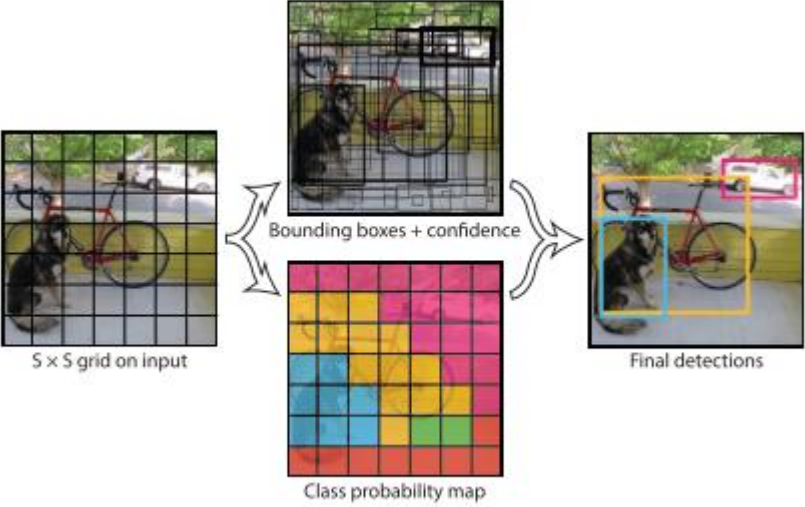 Bounding boxes + confidence
S × S grid on input
Final detections
Class probability map